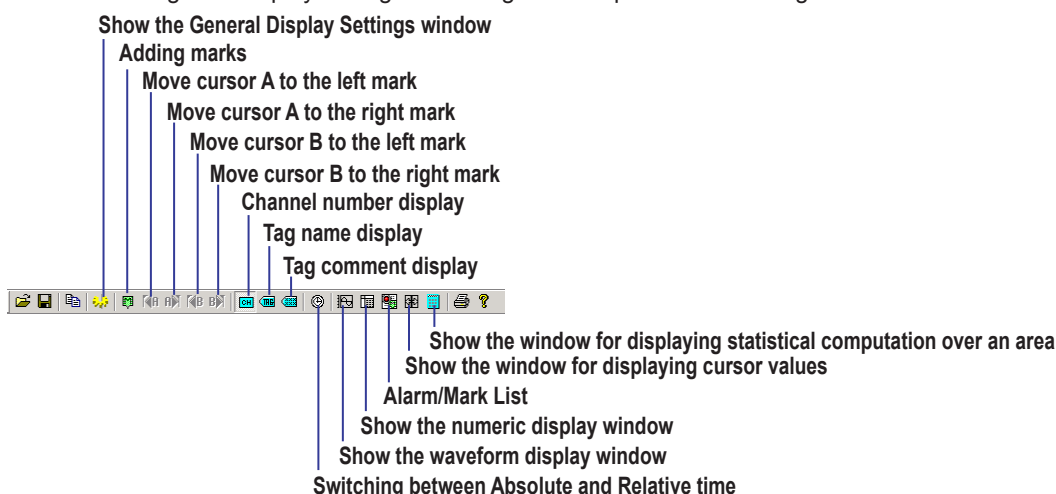 Show the General Display Settings window
Adding marks
Move cursor A to the left mark
Move cursor A to the right mark
Move cursor B to the left mark
Move cursor B to the right mark
Channel number display
Tag name display
Tag comment display
A A B B CH TAG
Show the window for displaying statistical computation over an area
Show the window for displaying cursor values
Alarm/Mark List
Show the numeric display window
Show the waveform display window
Switching between Absolute and Relative time